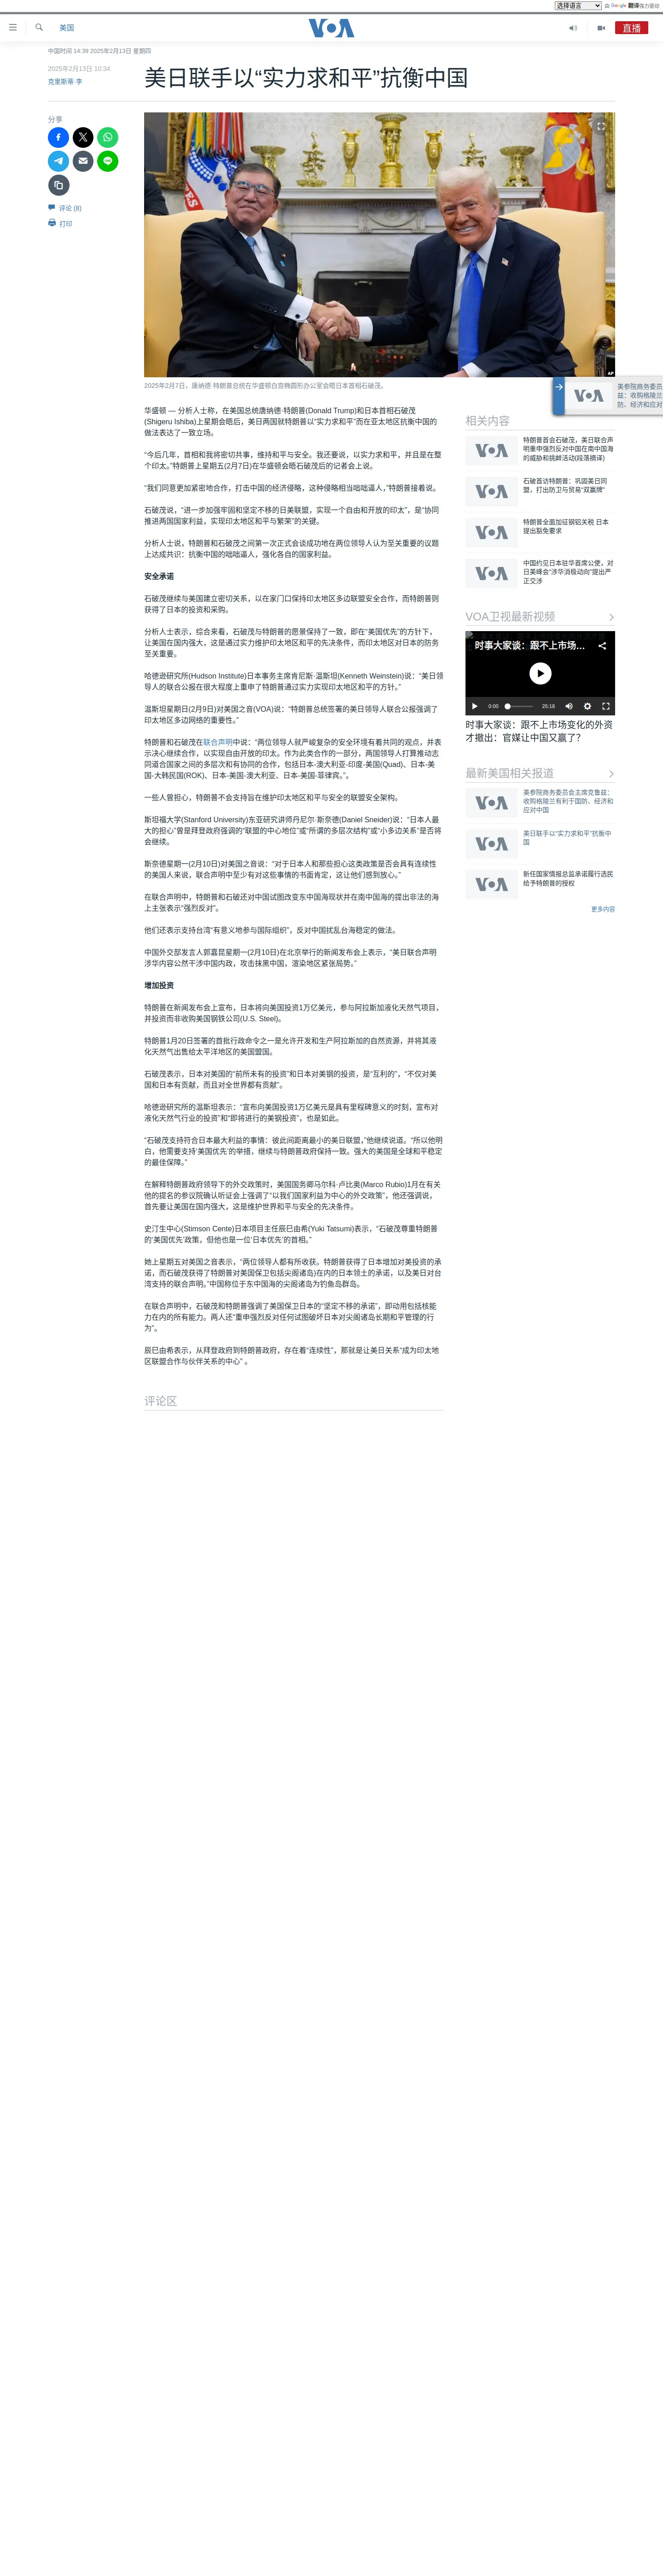 选择语言
由 Google 翻译强力驱动
美国
VOA
直播
中国时间 14:39 2025年2月13日 星期四
2025年2月13日 10:34
克里斯蒂·李
美日联手以“实力求和平”抗衡中国
分享
评论 (8)
打印
AP
2025年2月7日，唐纳德·特朗普总统在华盛顿白宫椭圆形办公室会晤日本首相石破茂。
VOA
美参院商务委员
兹：收购格陵兰
防、经济和应对
华盛顿 — 分析人士称，在美国总统唐纳德·特朗普(Donald Trump)和日本首相石破茂
(Shigeru Ishiba)上星期会晤后，美日两国就特朗普以“实力求和平”而在亚太地区抗衡中国的
做法表达了一致立场。
“今后几年，首相和我将密切共事，维持和平与安全。我还要说，以实力求和平，并且是在整
个印太。”特朗普上星期五(2月7日)在华盛顿会晤石破茂后的记者会上说。
“我们同意更加紧密地合作，打击中国的经济侵略，这种侵略相当咄咄逼人，”特朗普接着说。
石破茂说，“进一步加强牢固和坚定不移的日美联盟，实现一个自由和开放的印太”，是“协同
推进两国国家利益，实现印太地区和平与繁荣”的关键。
分析人士说，特朗普和石破茂之间第一次正式会谈成功地在两位领导人认为至关重要的议题
上达成共识：抗衡中国的咄咄逼人，强化各自的国家利益。
安全承诺
石破茂继续与美国建立密切关系，以在家门口保持印太地区多边联盟安全合作，而特朗普则
获得了日本的投资和采购。
分析人士表示，综合来看，石破茂与特朗普的愿景保持了一致，即在“美国优先”的方针下，
让美国在国内强大，这是通过实力维护印太地区和平的先决条件，而印太地区对日本的防务
至关重要。
哈德逊研究所(Hudson Institute)日本事务主席肯尼斯·温斯坦(Kenneth Weinstein)说：“美日领
导人的联合公报在很大程度上重申了特朗普通过实力实现印太地区和平的方针。”
温斯坦星期日(2月9日)对美国之音(VOA)说：“特朗普总统签署的美日领导人联合公报强调了
印太地区多边网络的重要性。”
特朗普和石破茂在联合声明中说：“两位领导人就严峻复杂的安全环境有着共同的观点，并表
示决心继续合作，以实现自由开放的印太。作为此类合作的一部分，两国领导人打算推动志
同道合国家之间的多层次和有协同的合作，包括日本-澳大利亚-印度-美国(Quad)、日本-美
国-大韩民国(ROK)、日本-美国-澳大利亚、日本-美国-菲律宾。”。
一些人曾担心，特朗普不会支持旨在维护印太地区和平与安全的联盟安全架构。
斯坦福大学(Stanford University)东亚研究讲师丹尼尔·斯奈德(Daniel Sneider)说：“日本人最
大的担心”曾是拜登政府强调的“联盟的中心地位”或“所谓的多层次结构”或“小多边关系”是否将
会继续。
斯奈德星期一(2月10日)对美国之音说：“对于日本人和那些担心这类政策是否会具有连续性
的美国人来说，联合声明中至少有对这些事情的书面肯定，这让他们感到放心。”
在联合声明中，特朗普和石破还对中国试图改变东中国海现状并在南中国海的提出非法的海
上主张表示“强烈反对”。
他们还表示支持台湾“有意义地参与国际组织”，反对中国扰乱台海稳定的做法。
中国外交部发言人郭嘉昆星期一(2月10日)在北京举行的新闻发布会上表示，“美日联合声明
涉华内容公然干涉中国内政，攻击抹黑中国，渲染地区紧张局势。”
增加投资
特朗普在新闻发布会上宣布，日本将向美国投资1万亿美元，参与阿拉斯加液化天然气项目，
并投资而非收购美国钢铁公司(U.S. Steel)。
特朗普1月20日签署的首批行政命令之一是允许开发和生产阿拉斯加的自然资源，并将其液
化天然气出售给太平洋地区的美国盟国。
石破茂表示，日本对美国的“前所未有的投资”和日本对美钢的投资，是“互利的”，“不仅对美
国和日本有贡献，而且对全世界都有贡献”。
哈德逊研究所的温斯坦表示：“宣布向美国投资1万亿美元是具有里程碑意义的时刻，宣布对
液化天然气行业的投资”和“即将进行的美钢投资”，也是如此。
“石破茂支持符合日本最大利益的事情：彼此间距离最小的美日联盟，”他继续说道。“所以他明
白，他需要支持‘美国优先’的举措，继续与特朗普政府保持一致。强大的美国是全球和平稳定
的最佳保障。”
在解释特朗普政府领导下的外交政策时，美国国务卿马尔科·卢比奥(Marco Rubio)1月在有关
他的提名的参议院确认听证会上强调了“以我们国家利益为中心的外交政策”，他还强调说，
首先要让美国在国内强大，这是维护世界和平与安全的先决条件。
史汀生中心(Stimson Cente)日本项目主任辰巳由希(Yuki Tatsumi)表示，“石破茂尊重特朗普
的‘美国优先’政策，但他也是一位‘日本优先’的首相。”
她上星期五对美国之音表示，“两位领导人都有所收获。特朗普获得了日本增加对美投资的承
诺，而石破茂获得了特朗普对美国保卫包括尖阁诸岛)在内的日本领土的承诺，以及美日对台
湾支持的联合声明。”中国称位于东中国海的尖阁诸岛为钓鱼岛群岛。
在联合声明中，石破茂和特朗普强调了美国保卫日本的“坚定不移的承诺”，即动用包括核能
力在内的所有能力。两人还“重申强烈反对任何试图破坏日本对尖阁诸岛长期和平管理的行
为”。
辰巳由希表示，从拜登政府到特朗普政府，存在着“连续性”，那就是让美日关系“成为印太地
区联盟合作与伙伴关系的中心” 。
评论区
相关内容
VOA
特朗普首会石破茂，美日联合声
明重申强烈反对中国在南中国海
的威胁和挑衅活动(段落摘译)
VOA
石破首访特朗普：巩固美日同
盟，打出防卫与贸易“双赢牌”
VOA
特朗普全面加征钢铝关税 日本
提出豁免要求
VOA
中国约见日本驻华首席公使，对
日美峰会“涉华消极动向”提出严
正交涉
VOA卫视最新视频
时事大家谈：跟不上市场…
0:00
25:18
时事大家谈：跟不上市场变化的外资
才撤出：官媒让中国又赢了？
最新美国相关报道
VOA
美参院商务委员会主席克鲁兹：
收购格陵兰有利于国防、经济和
应对中国
VOA
美日联手以“实力求和平”抗衡中
国
VOA
新任国家情报总监承诺履行选民
给予特朗普的授权
更多内容